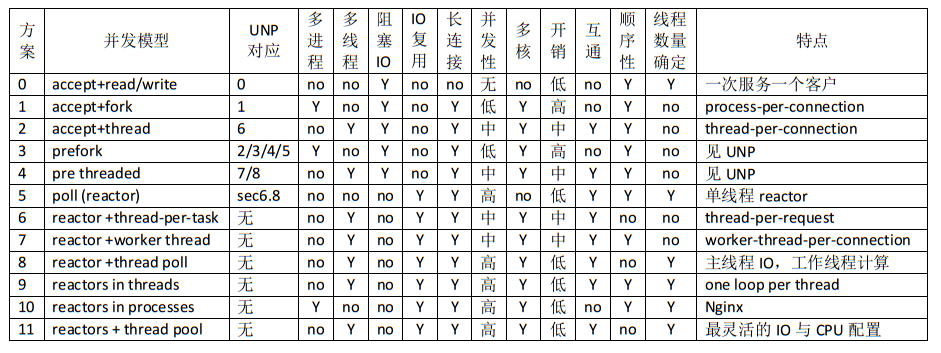 方案 并发模型 UNP对应 多进程 多线程 阻塞IO IO复用 长连接 并发性 多核 开销 互通 顺序性 线程数量确定 特点
0 accept+read/write 0 no no Y no no 无 no 低 no Y Y 一次服务一个客户
1 accept+fork 1 Y no Y no Y 低 Y 高 no Y no process-per-connection
2 accept+thread 6 no Y Y no Y 中 Y 中 Y Y no thread-per-connection
3 prefork 2/3/4/5 Y no Y no Y 低 Y 高 no Y no 见 UNP
4 pre threaded 7/8 no Y Y no Y 中 Y 中 Y Y no 见 UNP
5 poll (reactor) sec6.8 no no no Y Y 高 no 低 Y Y Y 单线程 reactor
6 reactor +thread-per-task 无 no Y no Y Y 中 Y 中 Y no no thread-per-request
7 reactor +worker thread 无 no Y no Y Y 中 Y 中 Y Y no worker-thread-per-connection
8 reactor +thread poll 无 no Y no Y Y 高 Y 低 Y no Y 主线程 IO，工作线程计算
9 reactors in threads 无 no Y no Y Y 高 Y 低 Y Y Y one loop per thread
10 reactors in processes 无 Y no no Y Y 高 Y 低 no Y Y Nginx
11 reactors + thread pool 无 no Y no Y Y 高 Y 低 Y no Y 最灵活的 IO 与 CPU 配置